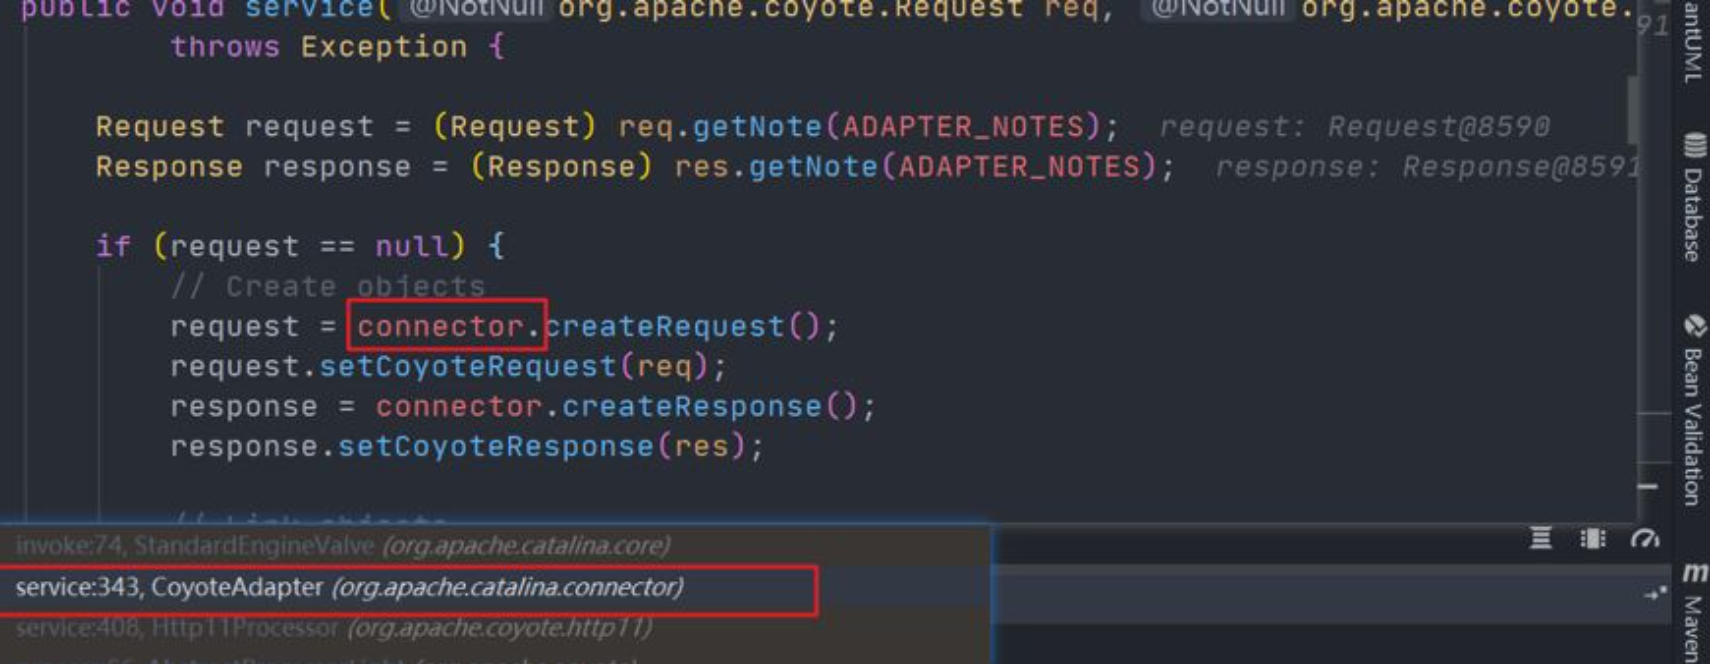 public void service( @NotNull org.apache.coyote.Request req, @NotNull org.apache.coyote.
throws Exception {
Request request = (Request) req.getNote(ADAPTER_NOTES); request: Request@8590
Response response = (Response) res.getNote(ADAPTER_NOTES); response: Response@8591
if (request == null) {
// Create objects
request = connector.createRequest();
request.setCoyoteRequest(req);
response = connector.createResponse();
response.setCoyoteResponse(res);
// Link objects
invoke:74, StandardEngineValve (org.apache.catalina.core)
service:343, CoyoteAdapter (org.apache.catalina.connector)
service:408, Http11Processor (org.apache.coyote.http11)
91
antUML
Database
Bean Validation
m Maven